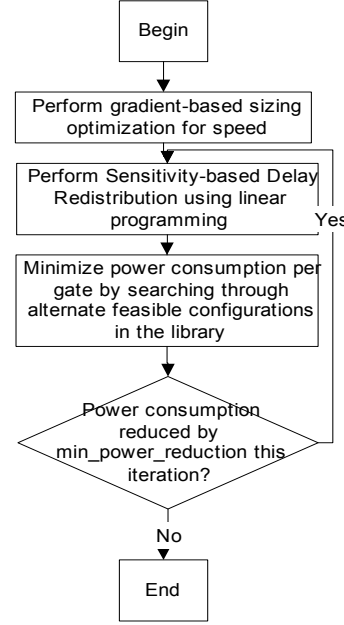 Begin
Perform gradient-based sizing
optimization for speed
Perform Sensitivity-based Delay
Redistribution using linear
programming
Yes
Minimize power consumption per
gate by searching through
alternate feasible configurations
in the library
Power consumption
reduced by
min_power_reduction this
iteration?
No
End